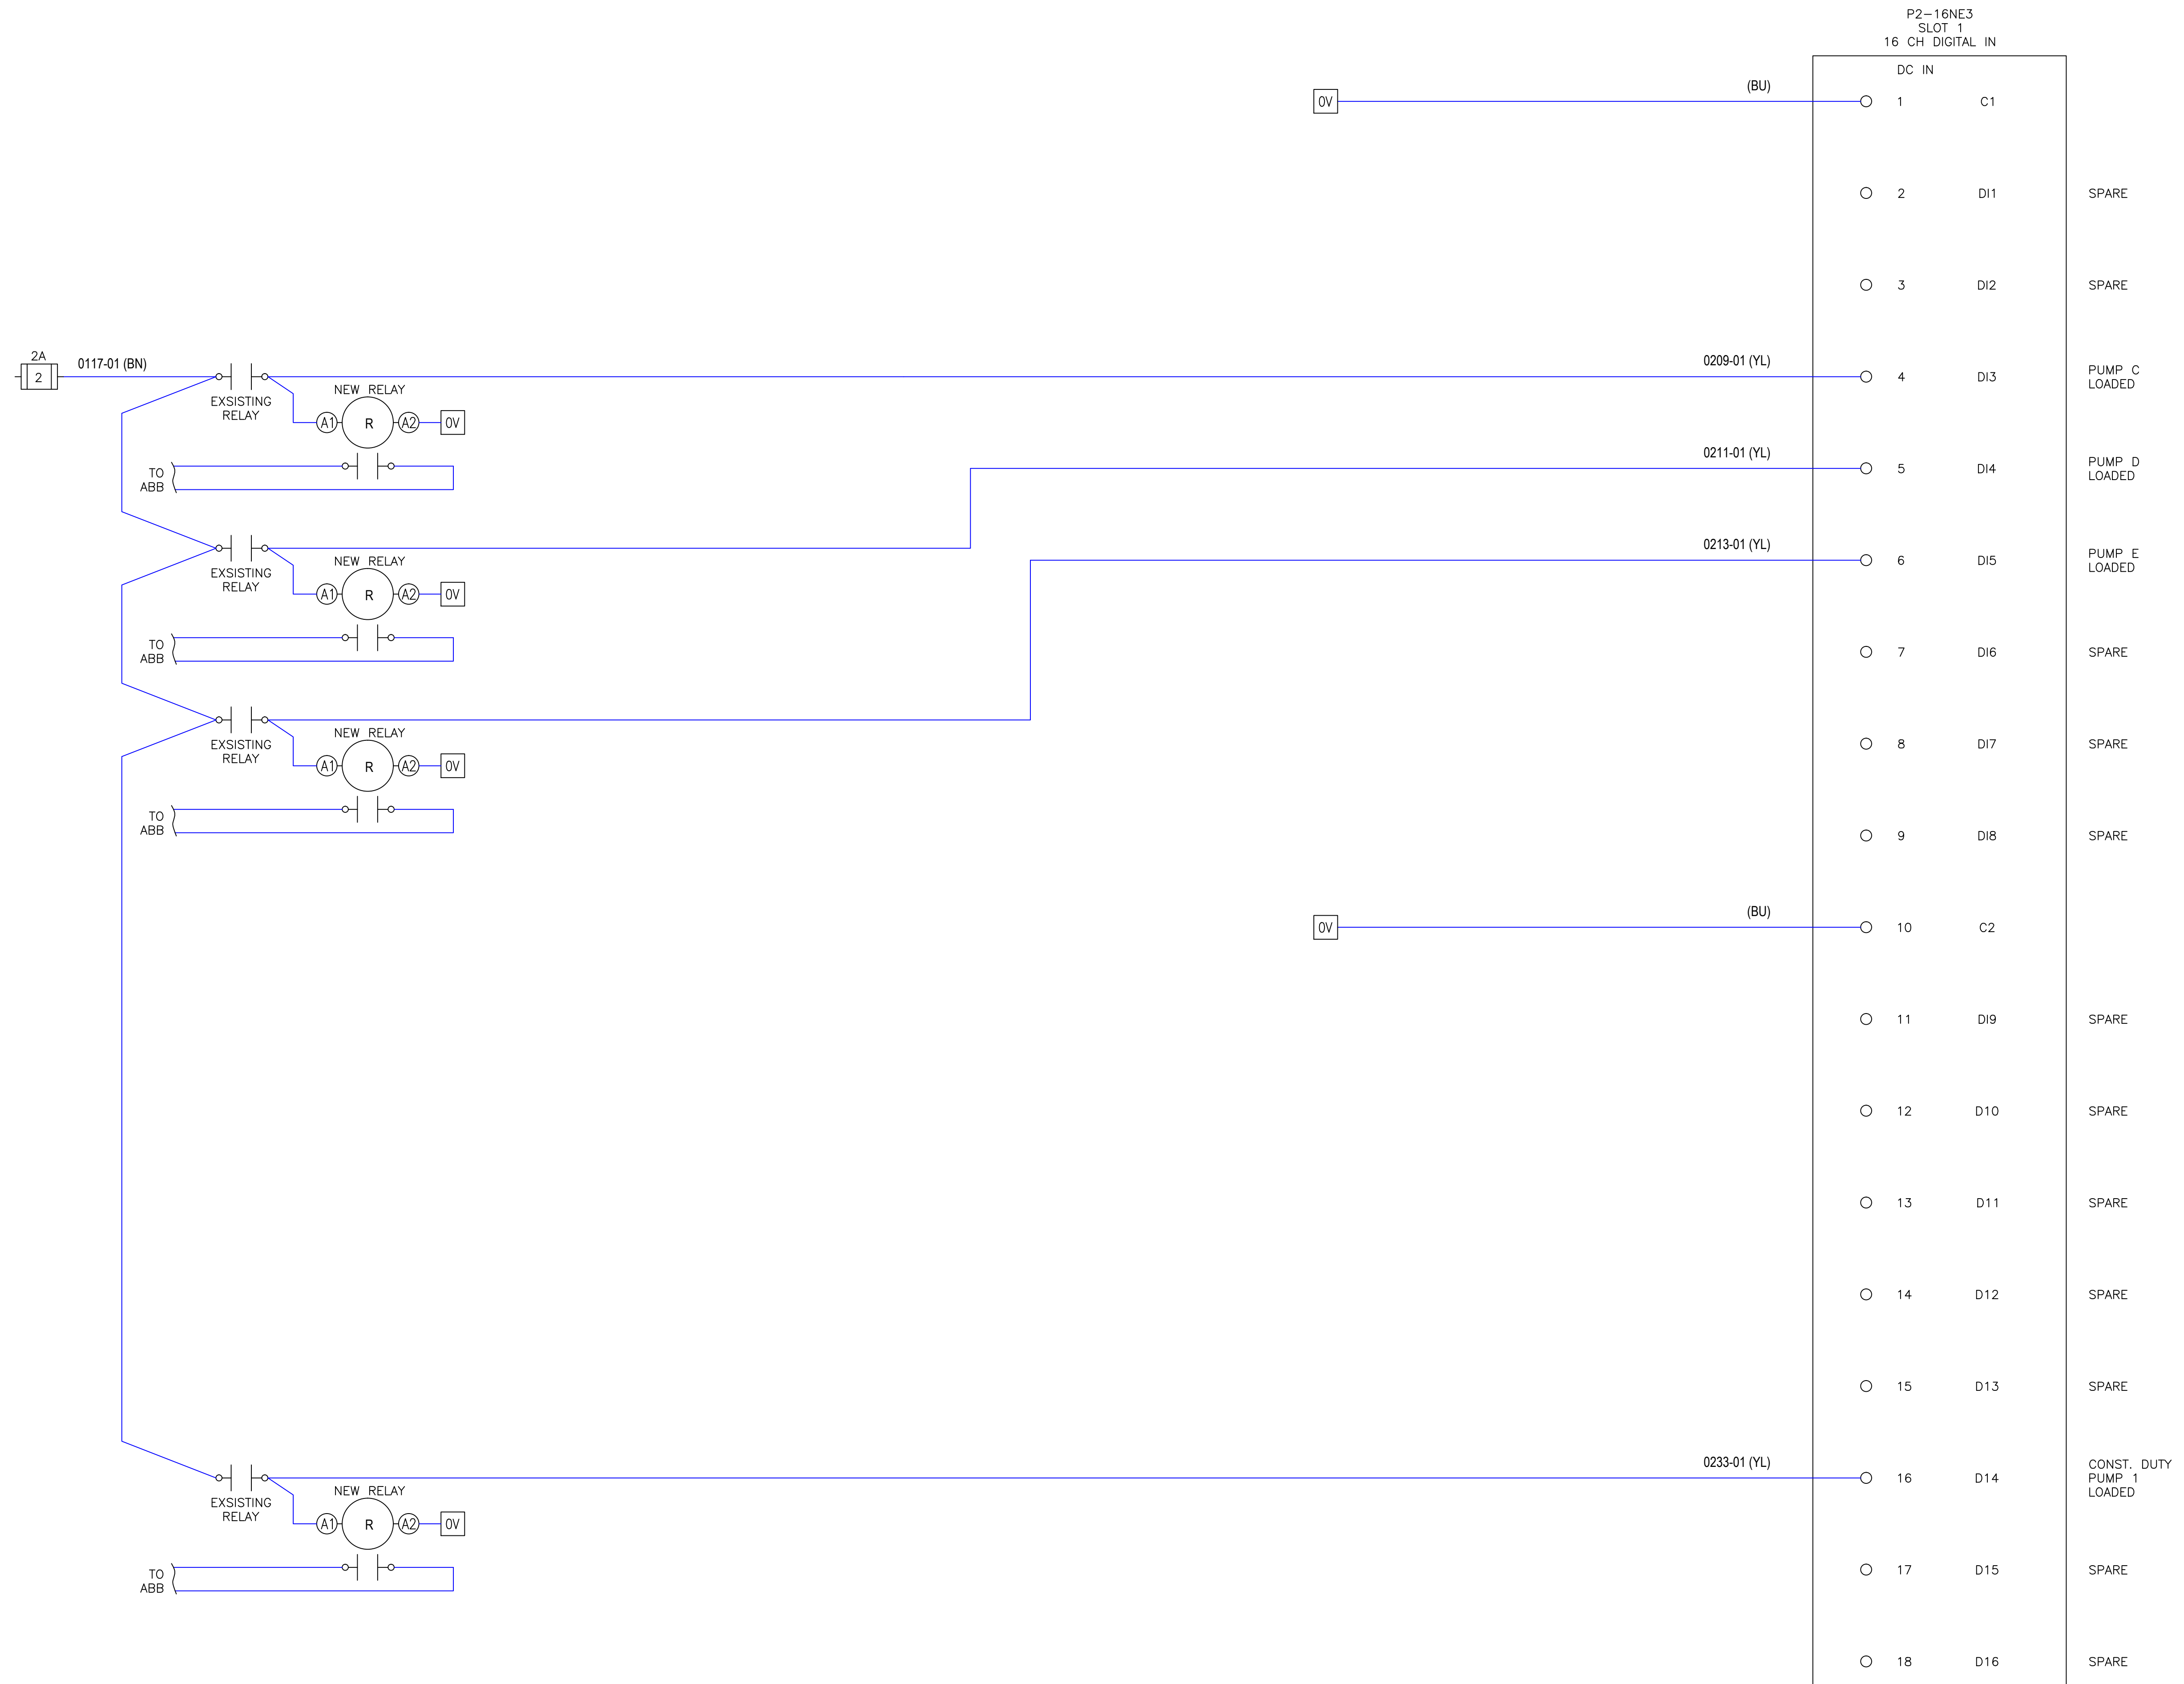 P2-16NE3
SLOT 1
16 CH DIGITAL IN
DC IN
(BU)
0V
1 C1
2 DI1 SPARE
3 DI2 SPARE
2A
2
0117-01 (BN)
EXSISTING
RELAY
NEW RELAY
A1
R
A2
0V
TO
ABB
0209-01 (YL)
4 DI3
PUMP C
LOADED
0211-01 (YL)
5 DI4
PUMP D
LOADED
EXSISTING
RELAY
NEW RELAY
A1
R
A2
0V
TO
ABB
0213-01 (YL)
6 DI5
PUMP E
LOADED
7 DI6 SPARE
EXSISTING
RELAY
NEW RELAY
A1
R
A2
0V
TO
ABB
8 DI7 SPARE
9 DI8 SPARE
(BU)
0V
10 C2
11 DI9 SPARE
12 D10 SPARE
13 D11 SPARE
14 D12 SPARE
15 D13 SPARE
EXSISTING
RELAY
NEW RELAY
A1
R
A2
0V
TO
ABB
0233-01 (YL)
16 D14
CONST. DUTY
PUMP 1
LOADED
17 D15 SPARE
18 D16 SPARE